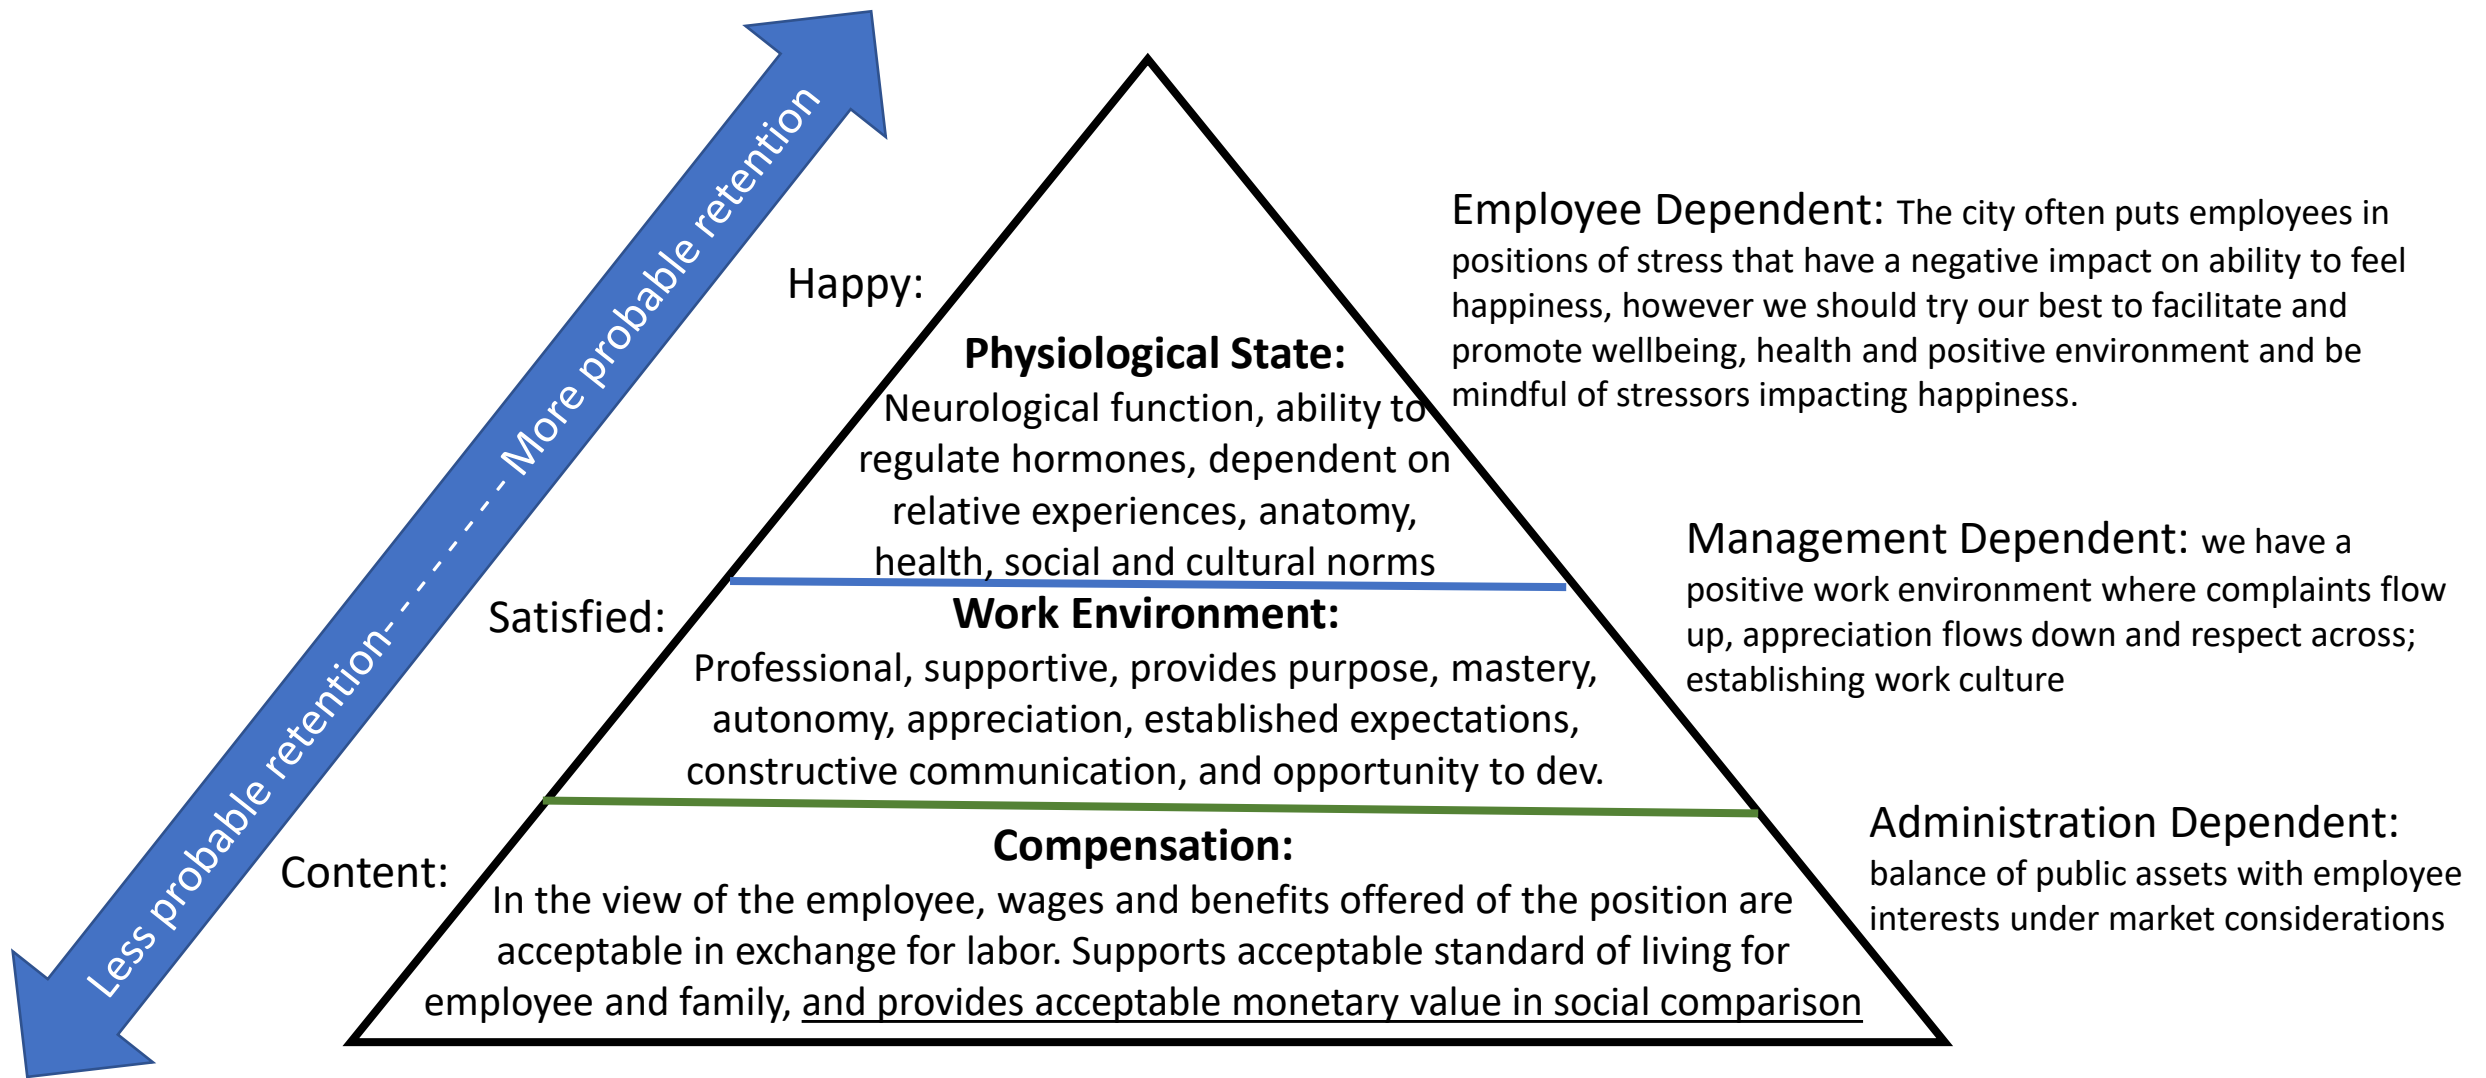 Less probable retention- - - - - - - - More probable retention
Happy:
Physiological State:
Neurological function, ability to
regulate hormones, dependent on
relative experiences, anatomy,
health, social and cultural norms
Employee Dependent: The city often puts employees in
positions of stress that have a negative impact on ability to feel
happiness, however we should try our best to facilitate and
promote wellbeing, health and positive environment and be
mindful of stressors impacting happiness.
Satisfied:
Work Environment:
Professional, supportive, provides purpose, mastery,
autonomy, appreciation, established expectations,
constructive communication, and opportunity to dev.
Management Dependent: we have a
positive work environment where complaints flow
up, appreciation flows down and respect across;
establishing work culture
Content:
Compensation:
In the view of the employee, wages and benefits offered of the position are
acceptable in exchange for labor. Supports acceptable standard of living for
employee and family, and provides acceptable monetary value in social comparison
Administration Dependent:
balance of public assets with employee
interests under market considerations